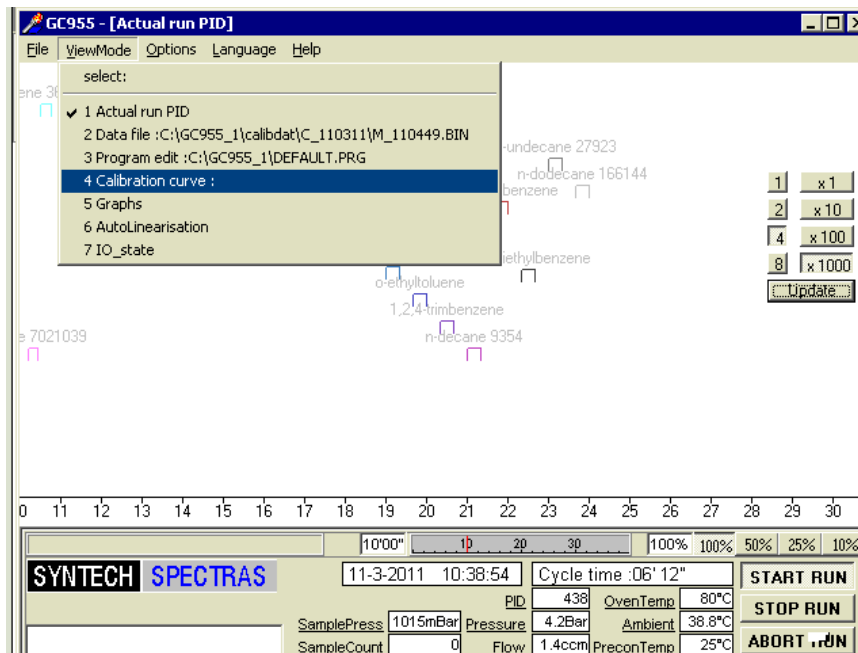 GC955 - [Actual run PID]
File ViewMode Options Language Help
select:
1 Actual run PID
2 Data file :C:\GC955_1\calibdat\C_110311\M_110449.BIN
3 Program edit :C:\GC955_1\DEFAULT.PRG
4 Calibration curve :
5 Graphs
6 AutoLinearisation
7 IO_state
ene 36
-undecane 27923
n-dodecane 166144
benzene
1 x 1
2 x 10
4 x 100
8 x 1000
Update
iethylbenzene
o-ethyltoluene
1,2,4-trimbenzene
e 7021039
n-decane 9354
0 11 12 13 14 15 16 17 18 19 20 21 22 23 24 25 26 27 28 29 30
10'00" 10 20 30 100% 100% 50% 25% 10%
SYNTECH SPECTRAS 11-3-2011 10:38:54 Cycle time :06' 12" START RUN
PID 438 OvenTemp 80°C STOP RUN
SamplePress 1015mBar Pressure 4.2Bar Ambient 38.8°C
SampleCount 0 Flow 1.4ccm PreconTemp 25°C ABORT RUN